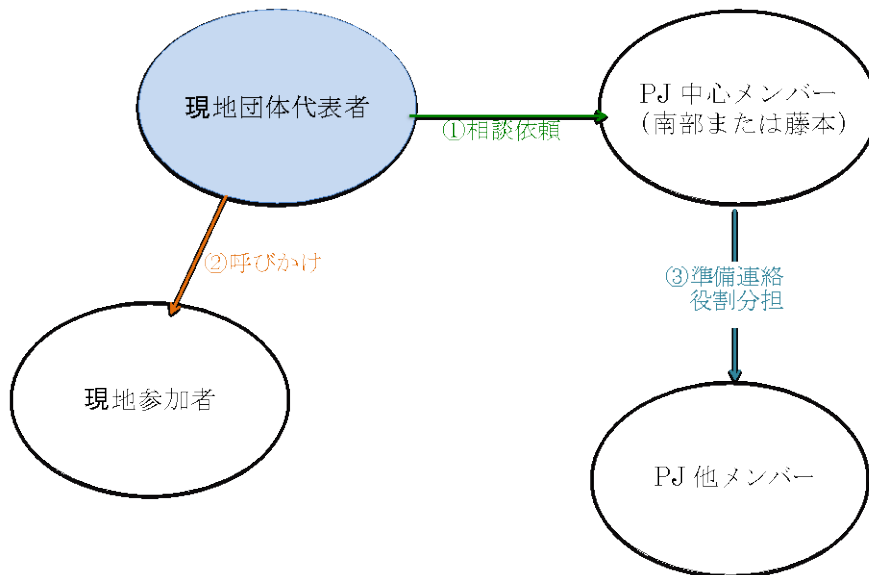 現地団体代表者
PJ 中心メンバー
(南部または藤本)
①相談依頼
②呼びかけ
③準備連絡
役割分担
現地参加者
PJ 他メンバー